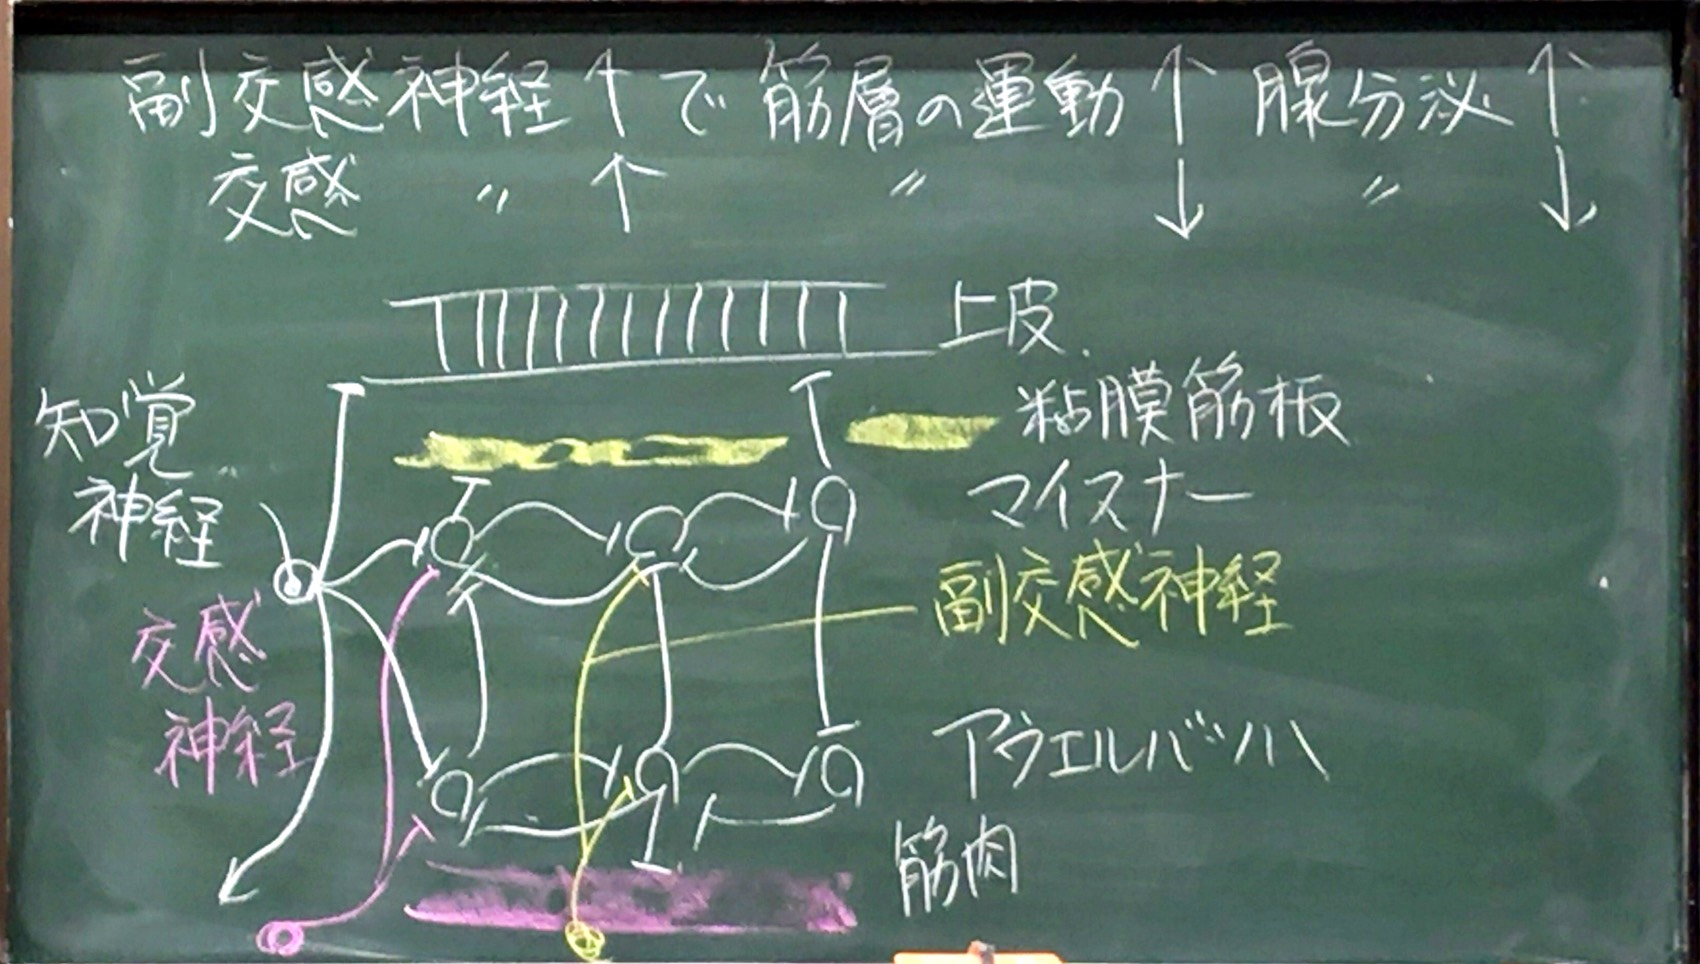 副交感神経↑で筋層の運動↑ 腺分泌↑
交感 〃 ↑ 〃 ↓ 〃 ↓
上皮
粘膜筋板
知覚
神経
マイスナー
副交感神経
交感
神経
アウエルバッハ
筋肉